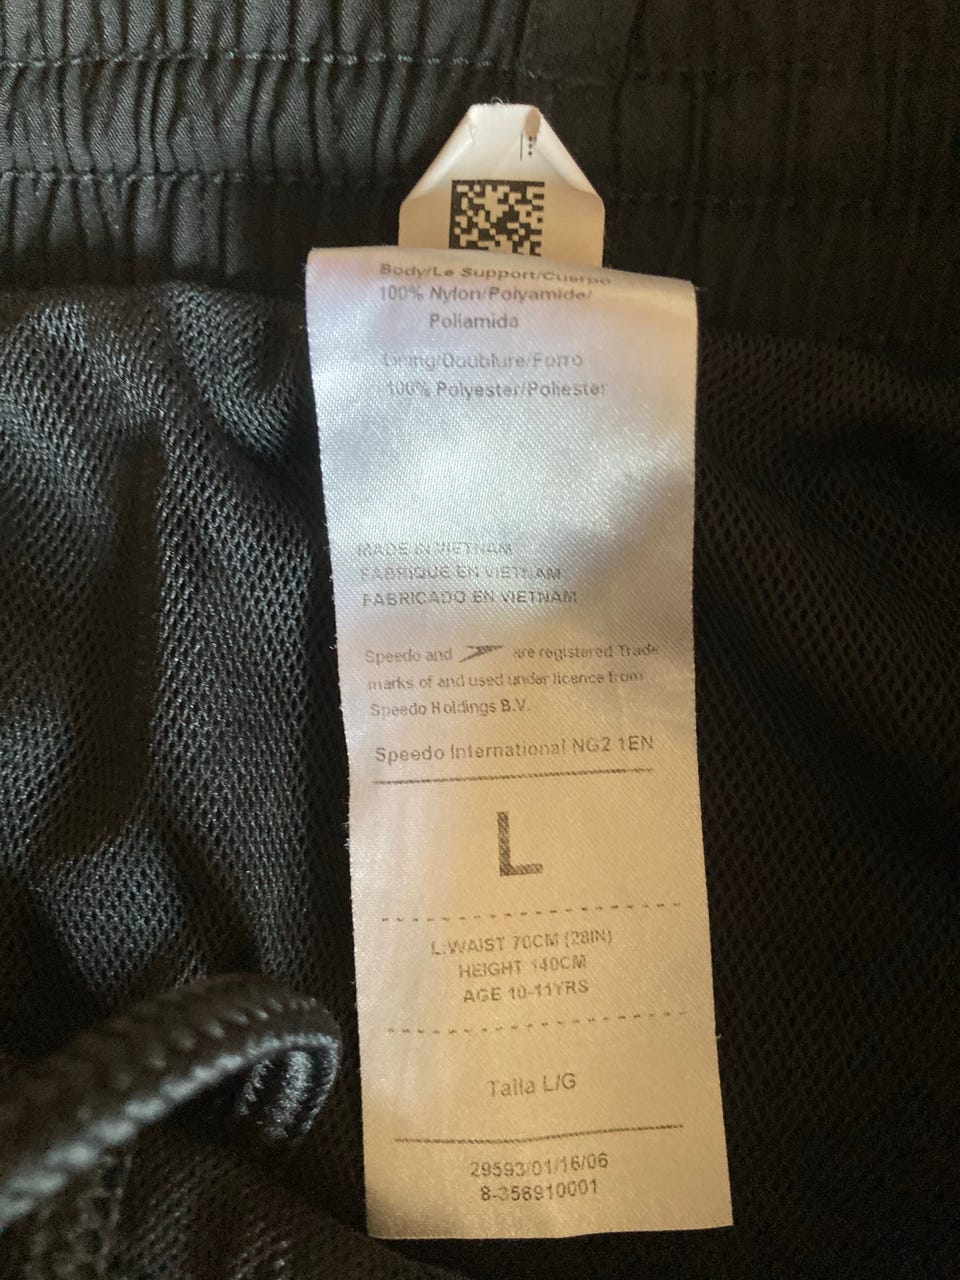 Body/Le Support/Cuerpo
100% Nylon/Polyamide/
Poliamida
Lining/Doublure/Forro
100% Polyester/Poliester
MADE IN VIETNAM
FABRIQUE EN VIETNAM
FABRICADO EN VIETNAM
Speedo and are registered Trade
marks of and used under licence from
Speedo Holdings B.V.
Speedo International NG2 1EN
L
L:WAIST 70CM (28IN)
HEIGHT 140CM
AGE 10-11YRS
Talla L/G
29593/01/16/06
8-356910001